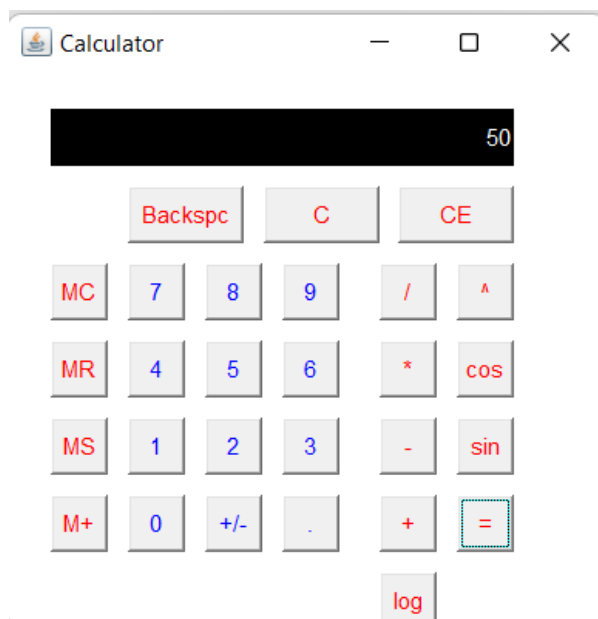 Calculator
50
Backspc C CE
MC 7 8 9 / ^
MR 4 5 6 * cos
MS 1 2 3 - sin
M+ 0 +/- . + =
log